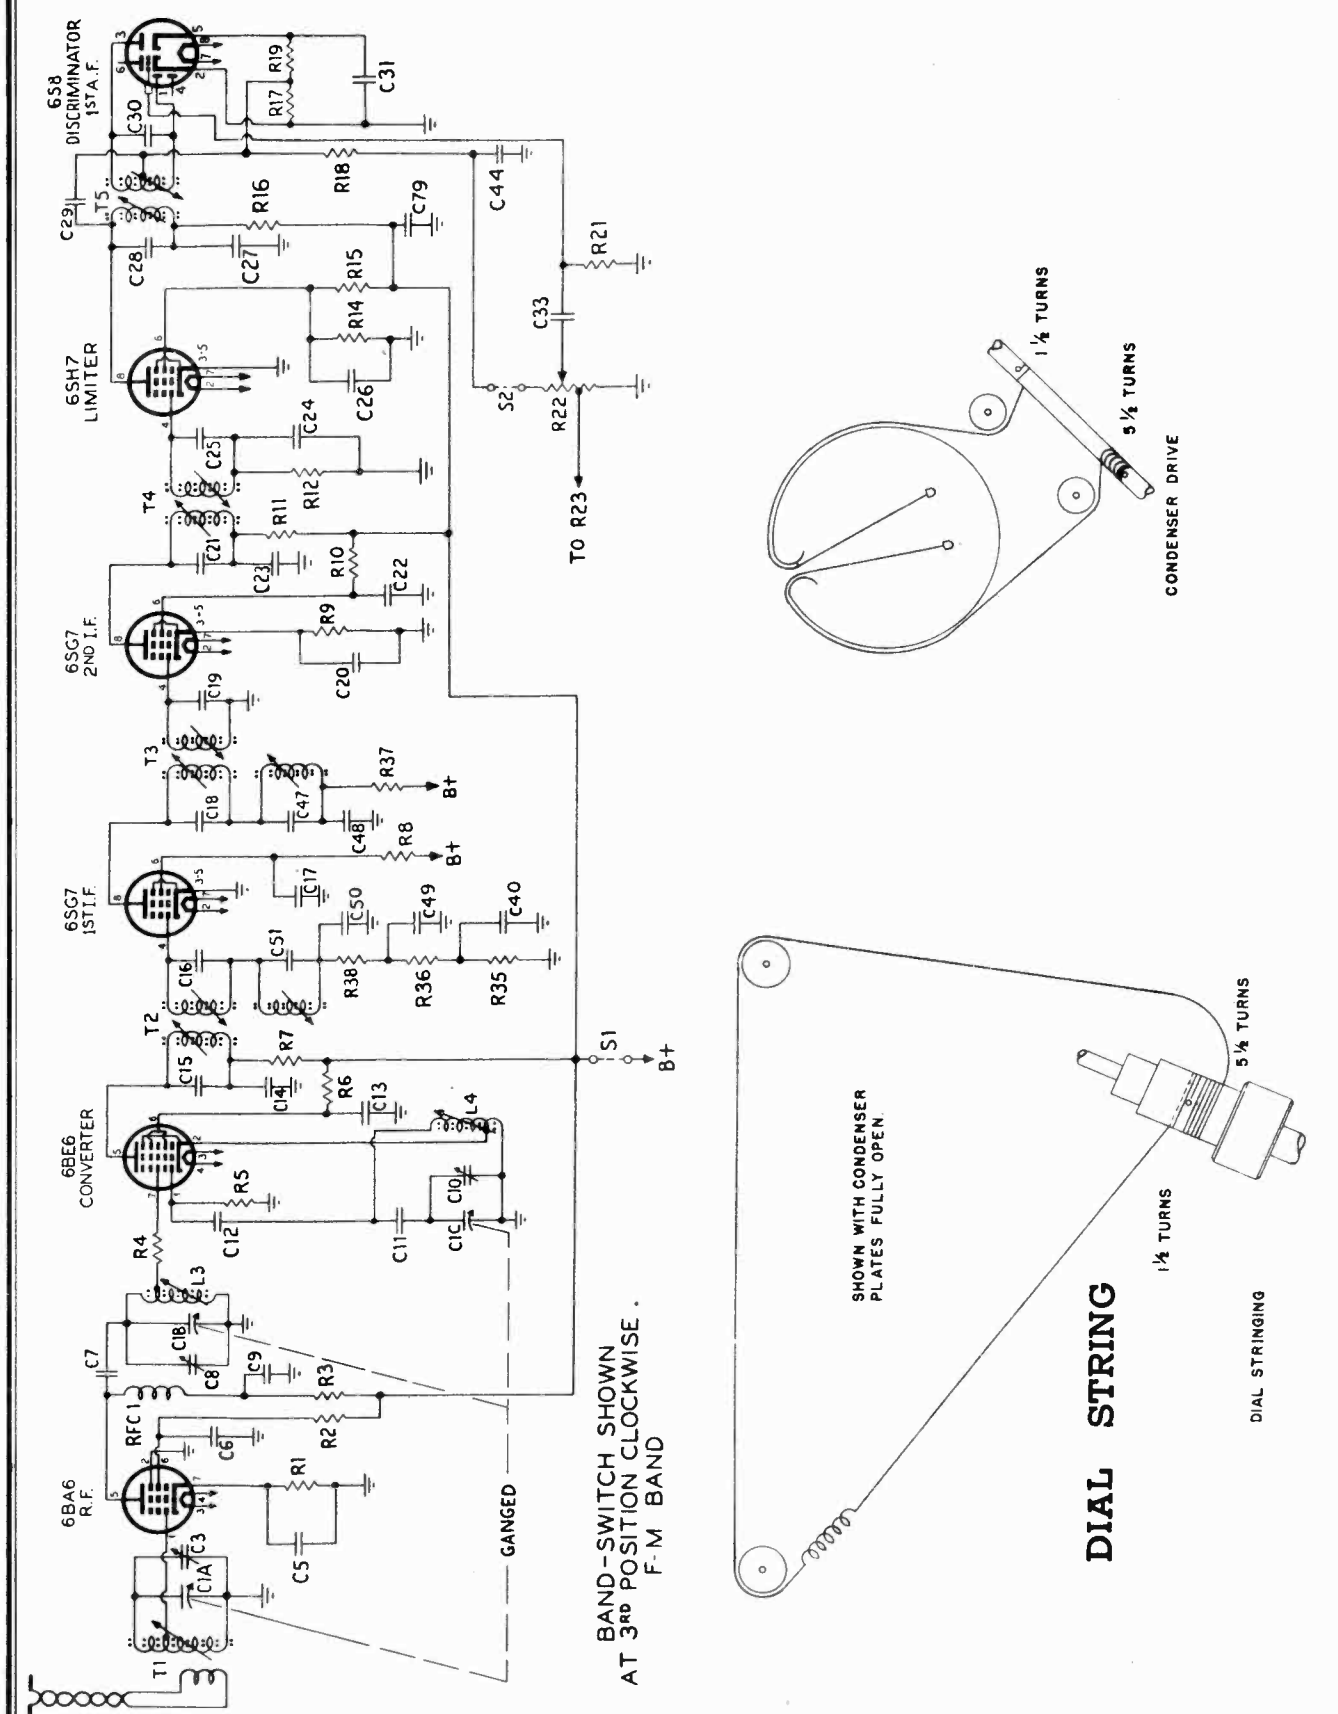 6BA6
R.F.
6BE6
CONVERTER
6SG7
1ST I.F.
6SG7
2ND I.F.
6SH7
LIMITER
6S8
DISCRIMINATOR
1ST A.F.
T1
C1A
C3
C5
R1
RFC1
C6
R2
R3
C9
C7
C8
C1B
L3
R4
C12
R5
C11
C1C
C10
L4
C13
R6
C14
R7
C15
T2
C16
C51
R38
C50
R36
C49
R35
C40
C17
R8
B+
C18
C47
C48
R37
B+
T3
C19
C20
R9
C22
R10
C23
R11
C21
T4
R12
C25
C24
C26
R14
R15
C28
C27
R16
C79
C29
T5
C30
R18
C44
R17
R19
C31
C33
R21
S2
R22
TO R23
S1
B+
GANGED
BAND-SWITCH SHOWN
AT 3RD POSITION CLOCKWISE.
F-M BAND
SHOWN WITH CONDENSER
PLATES FULLY OPEN.
1½ TURNS
5½ TURNS
DIAL STRING
DIAL STRINGING
1½ TURNS
5½ TURNS
CONDENSER DRIVE